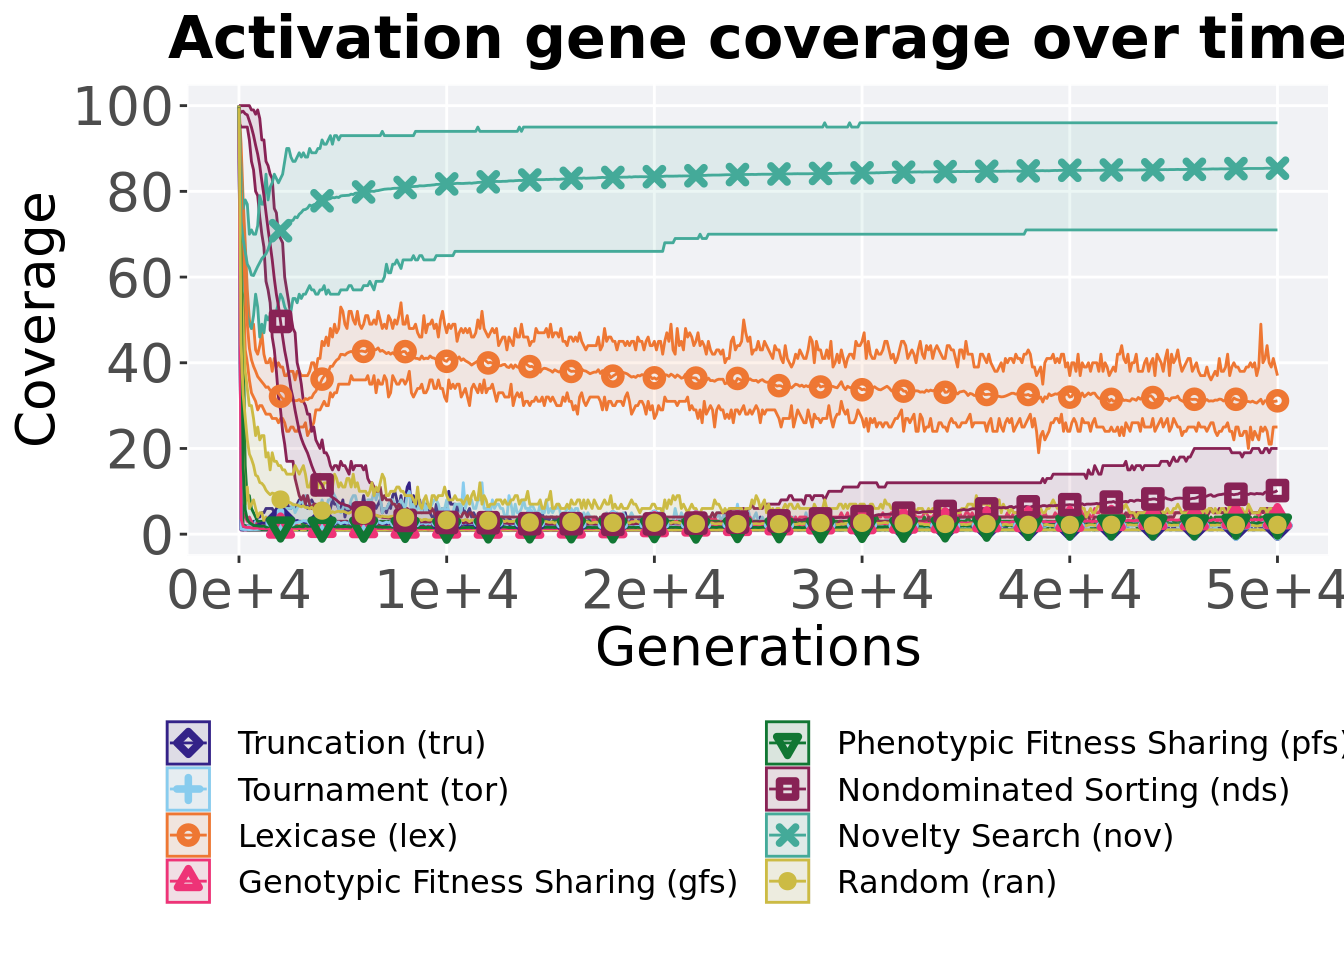 Activation gene coverage over time
100
80
60
40
20
0
Coverage
0e+4 1e+4 2e+4 3e+4 4e+4 5e+4
Generations
Truncation (tru)
Tournament (tor)
Lexicase (lex)
Genotypic Fitness Sharing (gfs)
Phenotypic Fitness Sharing (pfs)
Nondominated Sorting (nds)
Novelty Search (nov)
Random (ran)